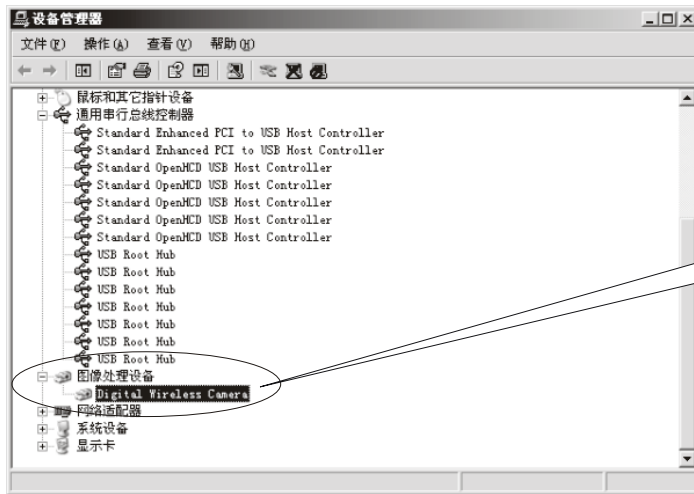 设备管理器
文件(F) 操作(A) 查看(V) 帮助(H)
鼠标和其它指针设备
通用串行总线控制器
Standard Enhanced PCI to USB Host Controller
Standard Enhanced PCI to USB Host Controller
Standard OpenHCD USB Host Controller
Standard OpenHCD USB Host Controller
Standard OpenHCD USB Host Controller
Standard OpenHCD USB Host Controller
Standard OpenHCD USB Host Controller
USB Root Hub
USB Root Hub
USB Root Hub
USB Root Hub
USB Root Hub
USB Root Hub
USB Root Hub
图像处理设备
Digital Wireless Camera
网络适配器
系统设备
显示卡